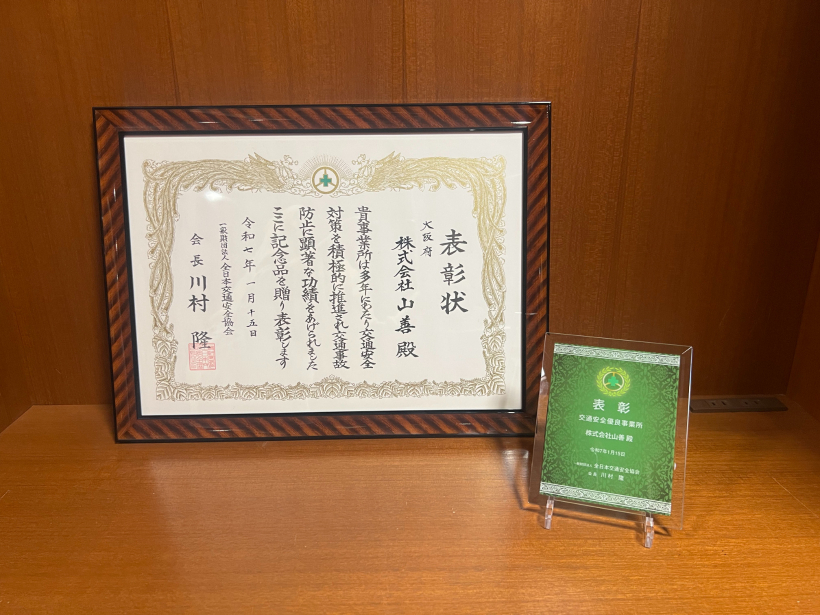 表彰状
大阪府
株式会社 山善 殿
貴事業所は多年にわたり交通安全
対策を積極的に推進され交通事故
防止に顕著な功績をあげられました
ここに記念品を贈り表彰します
令和七年一月十五日
一般財団法人 全日本交通安全協会
会長 川村 隆
表彰
交通安全優良事業所
株式会社山善 殿
令和7年1月15日
一般財団法人 全日本交通安全協会
会長 川村 隆